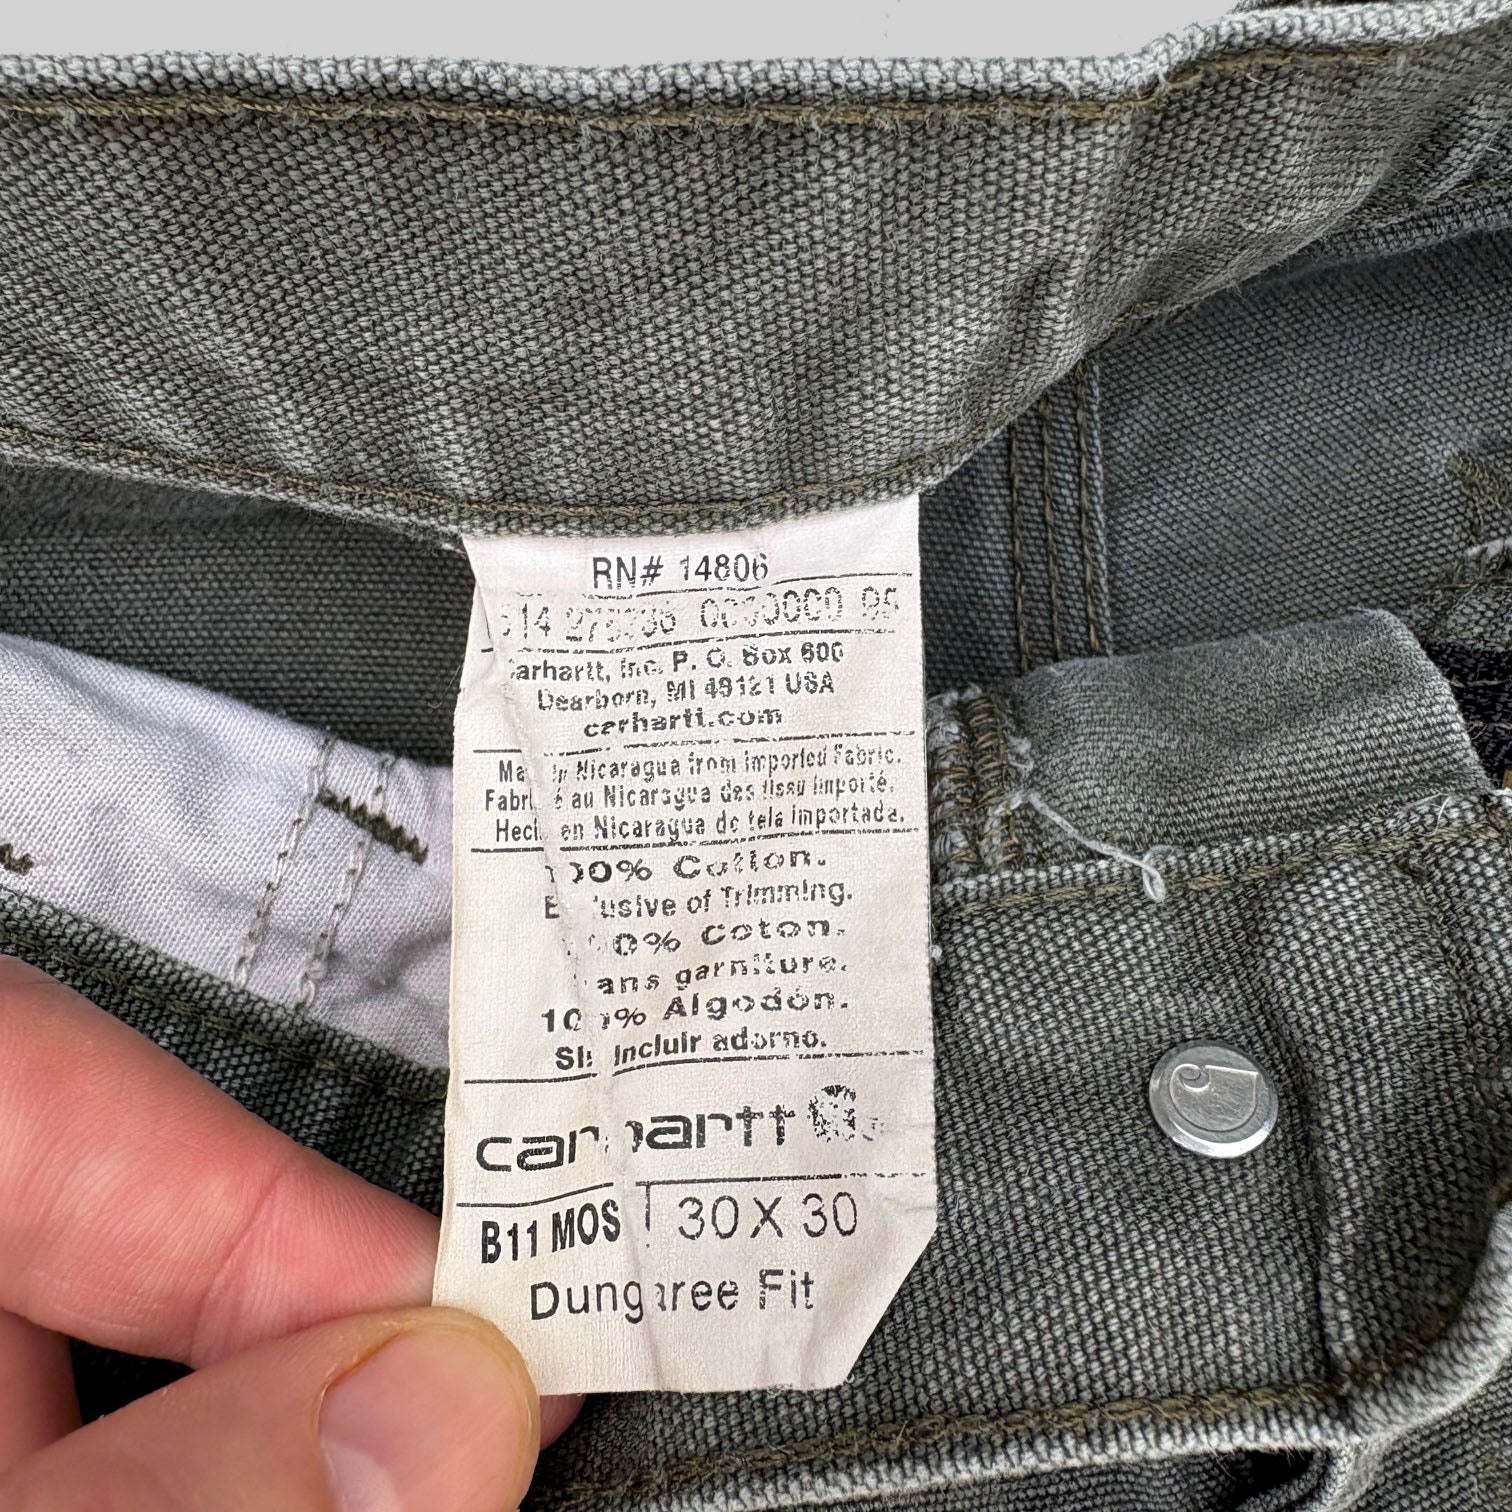 RN# 14806
Carhartt, Inc. P. O. Box 600
Dearborn, MI 48121 USA
carhartt.com
Made in Nicaragua from imported Fabric.
Fabriqué au Nicaragua des tissu importé.
Hecho en Nicaragua de tela importada.
100% Cotton.
Exclusive of Trimming.
100% Coton.
Sans garniture.
100% Algodón.
Sin Incluir adorno.
carhartt
B11 MOS 30 X 30
Dungaree Fit